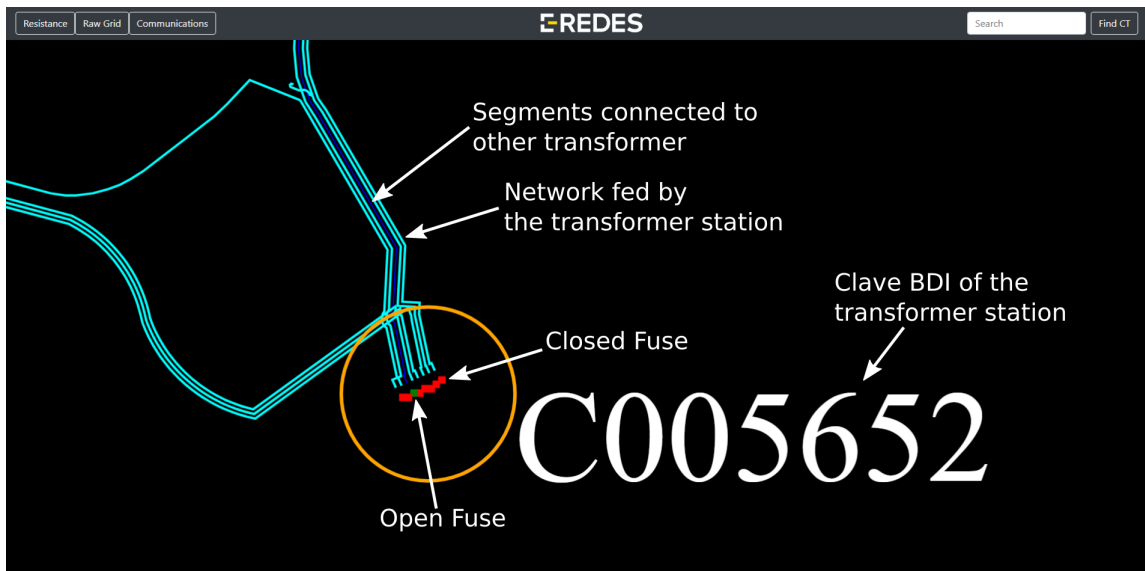 Resistance Raw Grid Communications E-REDES Search Find CT
Segments connected to
other transformer
Network fed by
the transformer station
Clave BDI of the
transformer station
Closed Fuse
C005652
Open Fuse